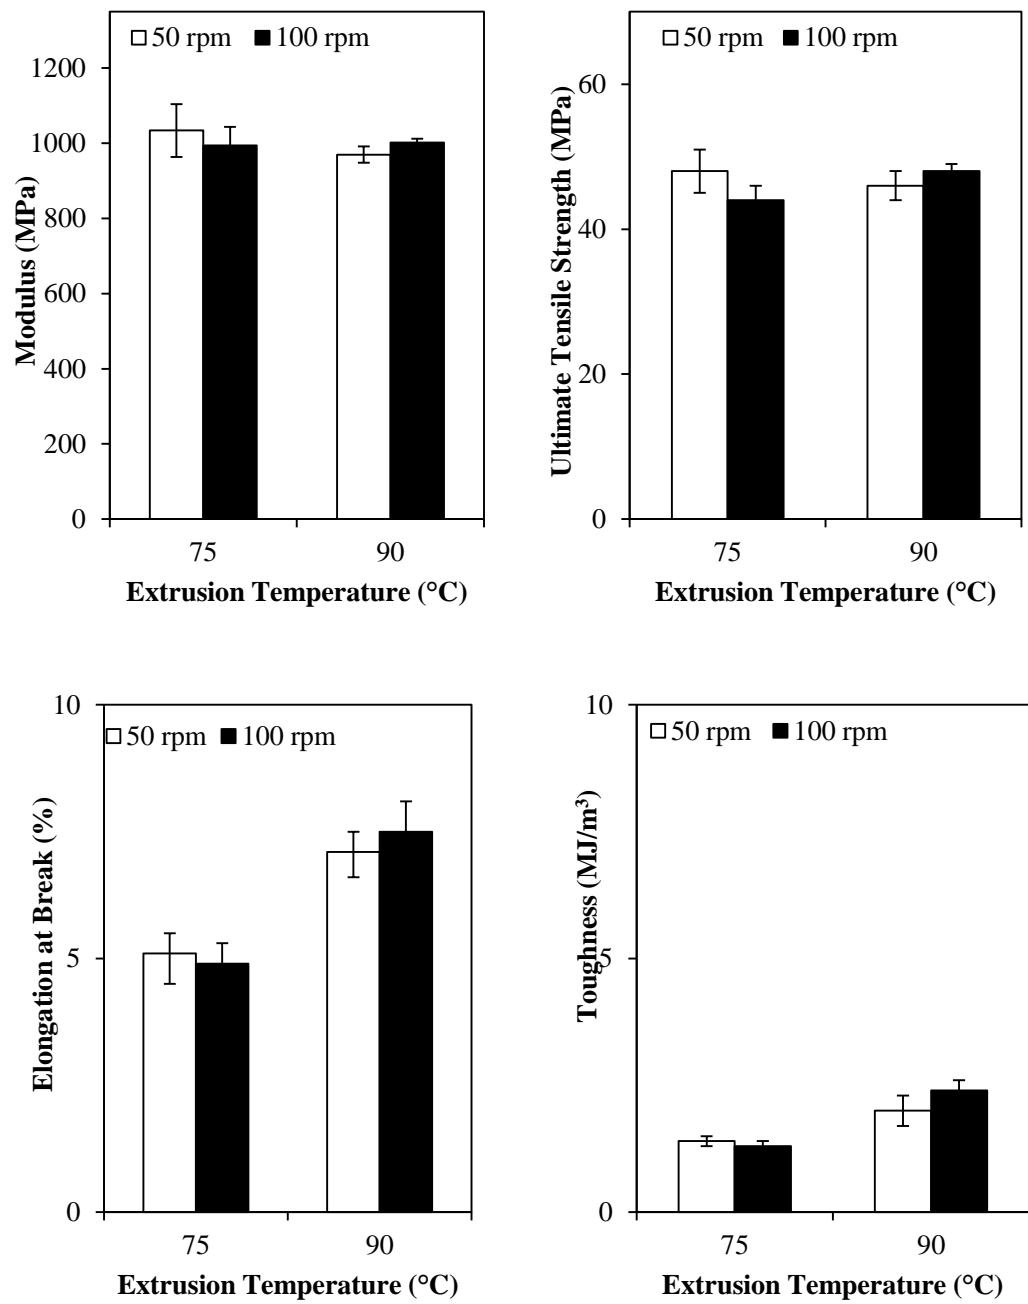 50 rpm 100 rpm
1200
1000
800
600
400
200
0
Modulus (MPa)
75 90
Extrusion Temperature (°C)
50 rpm 100 rpm
60
40
20
0
Ultimate Tensile Strength (MPa)
75 90
Extrusion Temperature (°C)
50 rpm 100 rpm
10
5
0
Elongation at Break (%)
75 90
Extrusion Temperature (°C)
50 rpm 100 rpm
10
5
0
Toughness (MJ/m³)
75 90
Extrusion Temperature (°C)